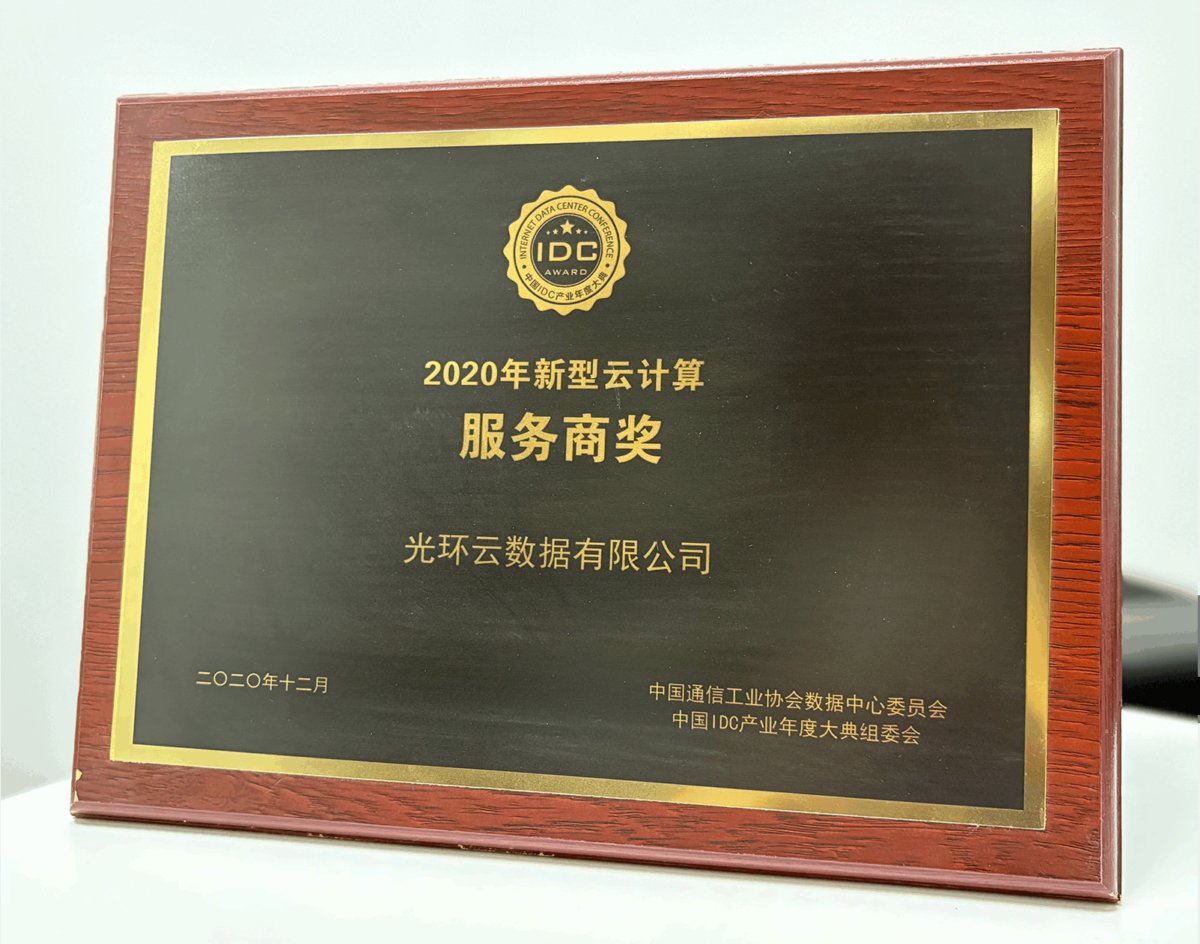 INTERNET DATA CENTER CONFERENCE
IDC
AWARD
中国IDC产业年度大典
2020年新型云计算
服务商奖
光环云数据有限公司
二〇二〇年十二月
中国通信工业协会数据中心委员会
中国IDC产业年度大典组委会